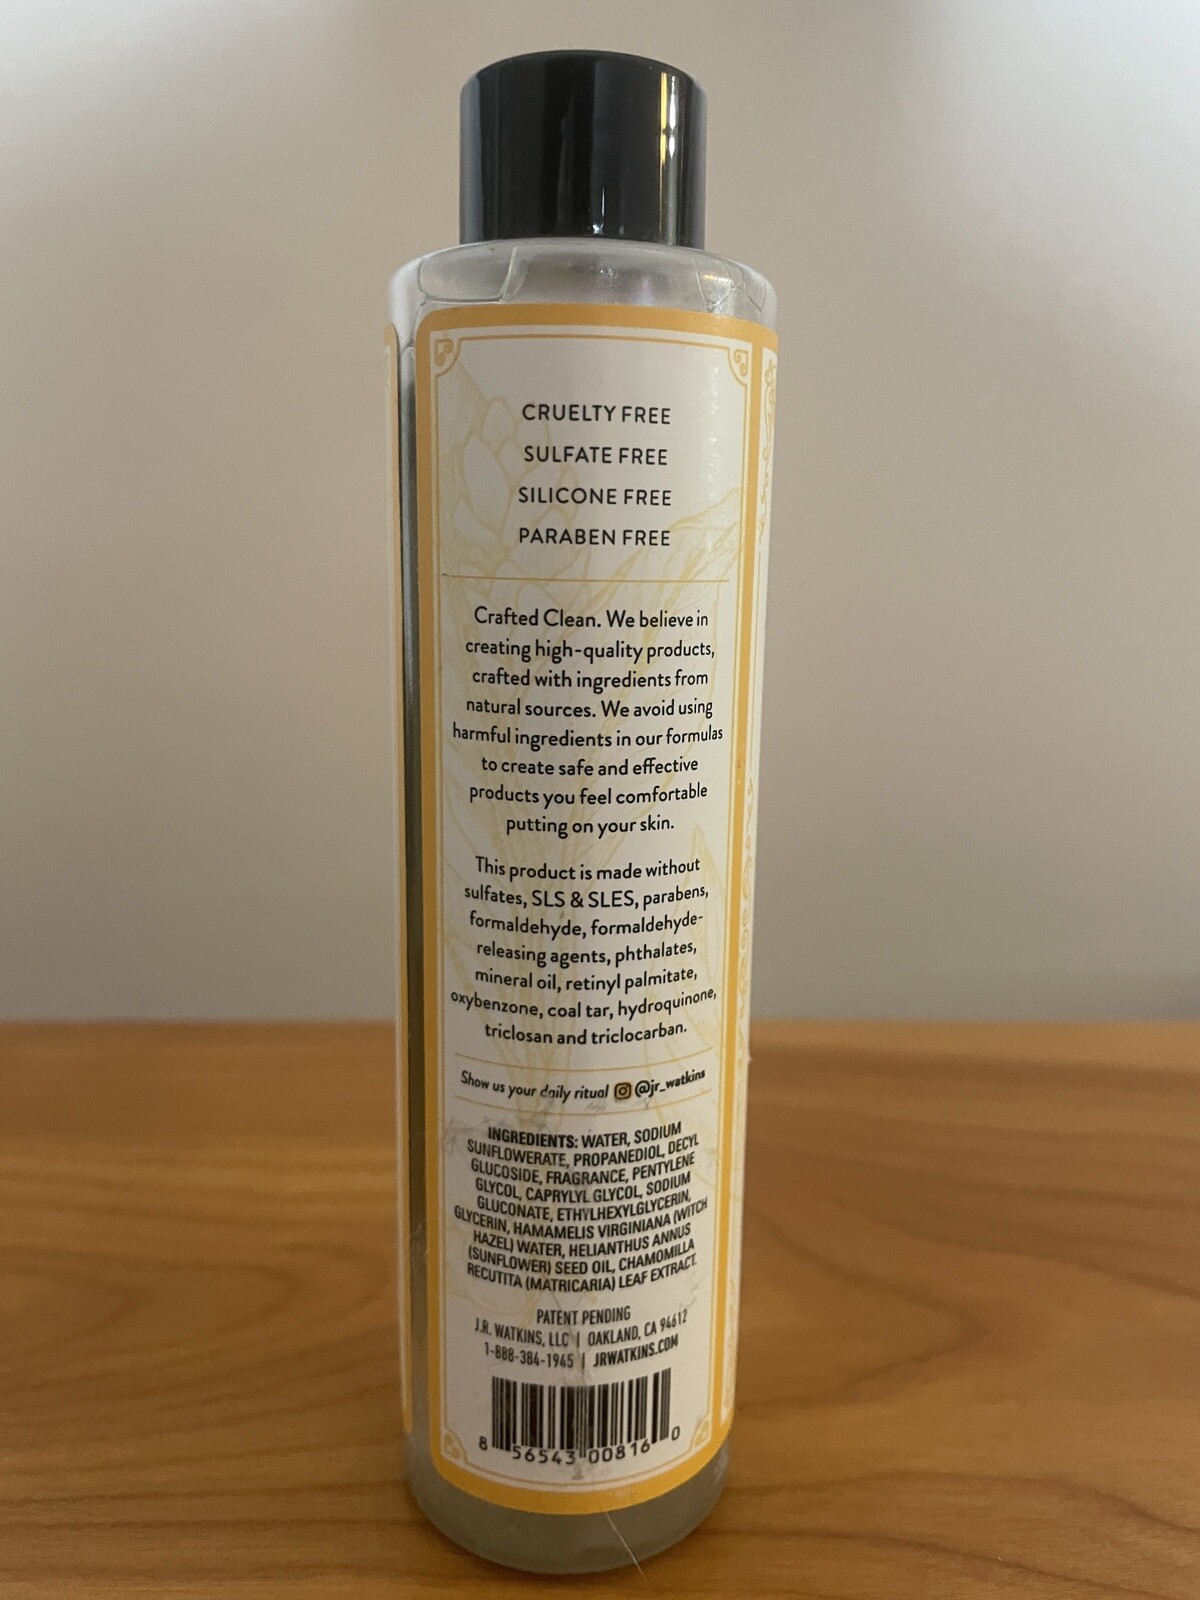 CRUELTY FREE
SULFATE FREE
SILICONE FREE
PARABEN FREE
Crafted Clean. We believe in
creating high-quality products,
crafted with ingredients from
natural sources. We avoid using
harmful ingredients in our formulas
to create safe and effective
products you feel comfortable
putting on your skin.
This product is made without
sulfates, SLS & SLES, parabens,
formaldehyde, formaldehyde-
releasing agents, phthalates,
mineral oil, retinyl palmitate,
oxybenzone, coal tar, hydroquinone,
triclosan and triclocarban.
Show us your daily ritual @jr_watkins
INGREDIENTS: WATER, SODIUM
SUNFLOWERATE, PROPANEDIOL, DECYL
GLUCOSIDE, FRAGRANCE, PENTYLENE
GLYCOL, CAPRYLYL GLYCOL, SODIUM
GLUCONATE, ETHYLHEXYLGLYCERIN,
GLYCERIN, HAMAMELIS VIRGINIANA (WITCH
HAZEL) WATER, HELIANTHUS ANNUS
(SUNFLOWER) SEED OIL, CHAMOMILLA
RECUTITA (MATRICARIA) LEAF EXTRACT.
PATENT PENDING
J.R. WATKINS, LLC | OAKLAND, CA 94612
1-888-384-1945 | JRWATKINS.COM
8 56543 00816 0